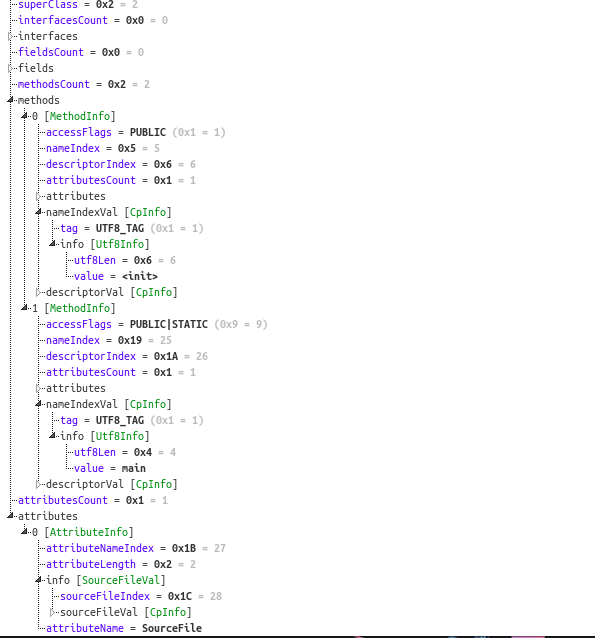 superClass = 0x2 = 2
interfacesCount = 0x0 = 0
interfaces
fieldsCount = 0x0 = 0
fields
methodsCount = 0x2 = 2
methods
0 [MethodInfo]
accessFlags = PUBLIC (0x1 = 1)
nameIndex = 0x5 = 5
descriptorIndex = 0x6 = 6
attributesCount = 0x1 = 1
attributes
nameIndexVal [CpInfo]
tag = UTF8_TAG (0x1 = 1)
info [Utf8Info]
utf8Len = 0x6 = 6
value = <init>
descriptorVal [CpInfo]
1 [MethodInfo]
accessFlags = PUBLIC|STATIC (0x9 = 9)
nameIndex = 0x19 = 25
descriptorIndex = 0x1A = 26
attributesCount = 0x1 = 1
attributes
nameIndexVal [CpInfo]
tag = UTF8_TAG (0x1 = 1)
info [Utf8Info]
utf8Len = 0x4 = 4
value = main
descriptorVal [CpInfo]
attributesCount = 0x1 = 1
attributes
0 [AttributeInfo]
attributeNameIndex = 0x1B = 27
attributeLength = 0x2 = 2
info [SourceFileVal]
sourceFileIndex = 0x1C = 28
sourceFileVal [CpInfo]
attributeName = SourceFile